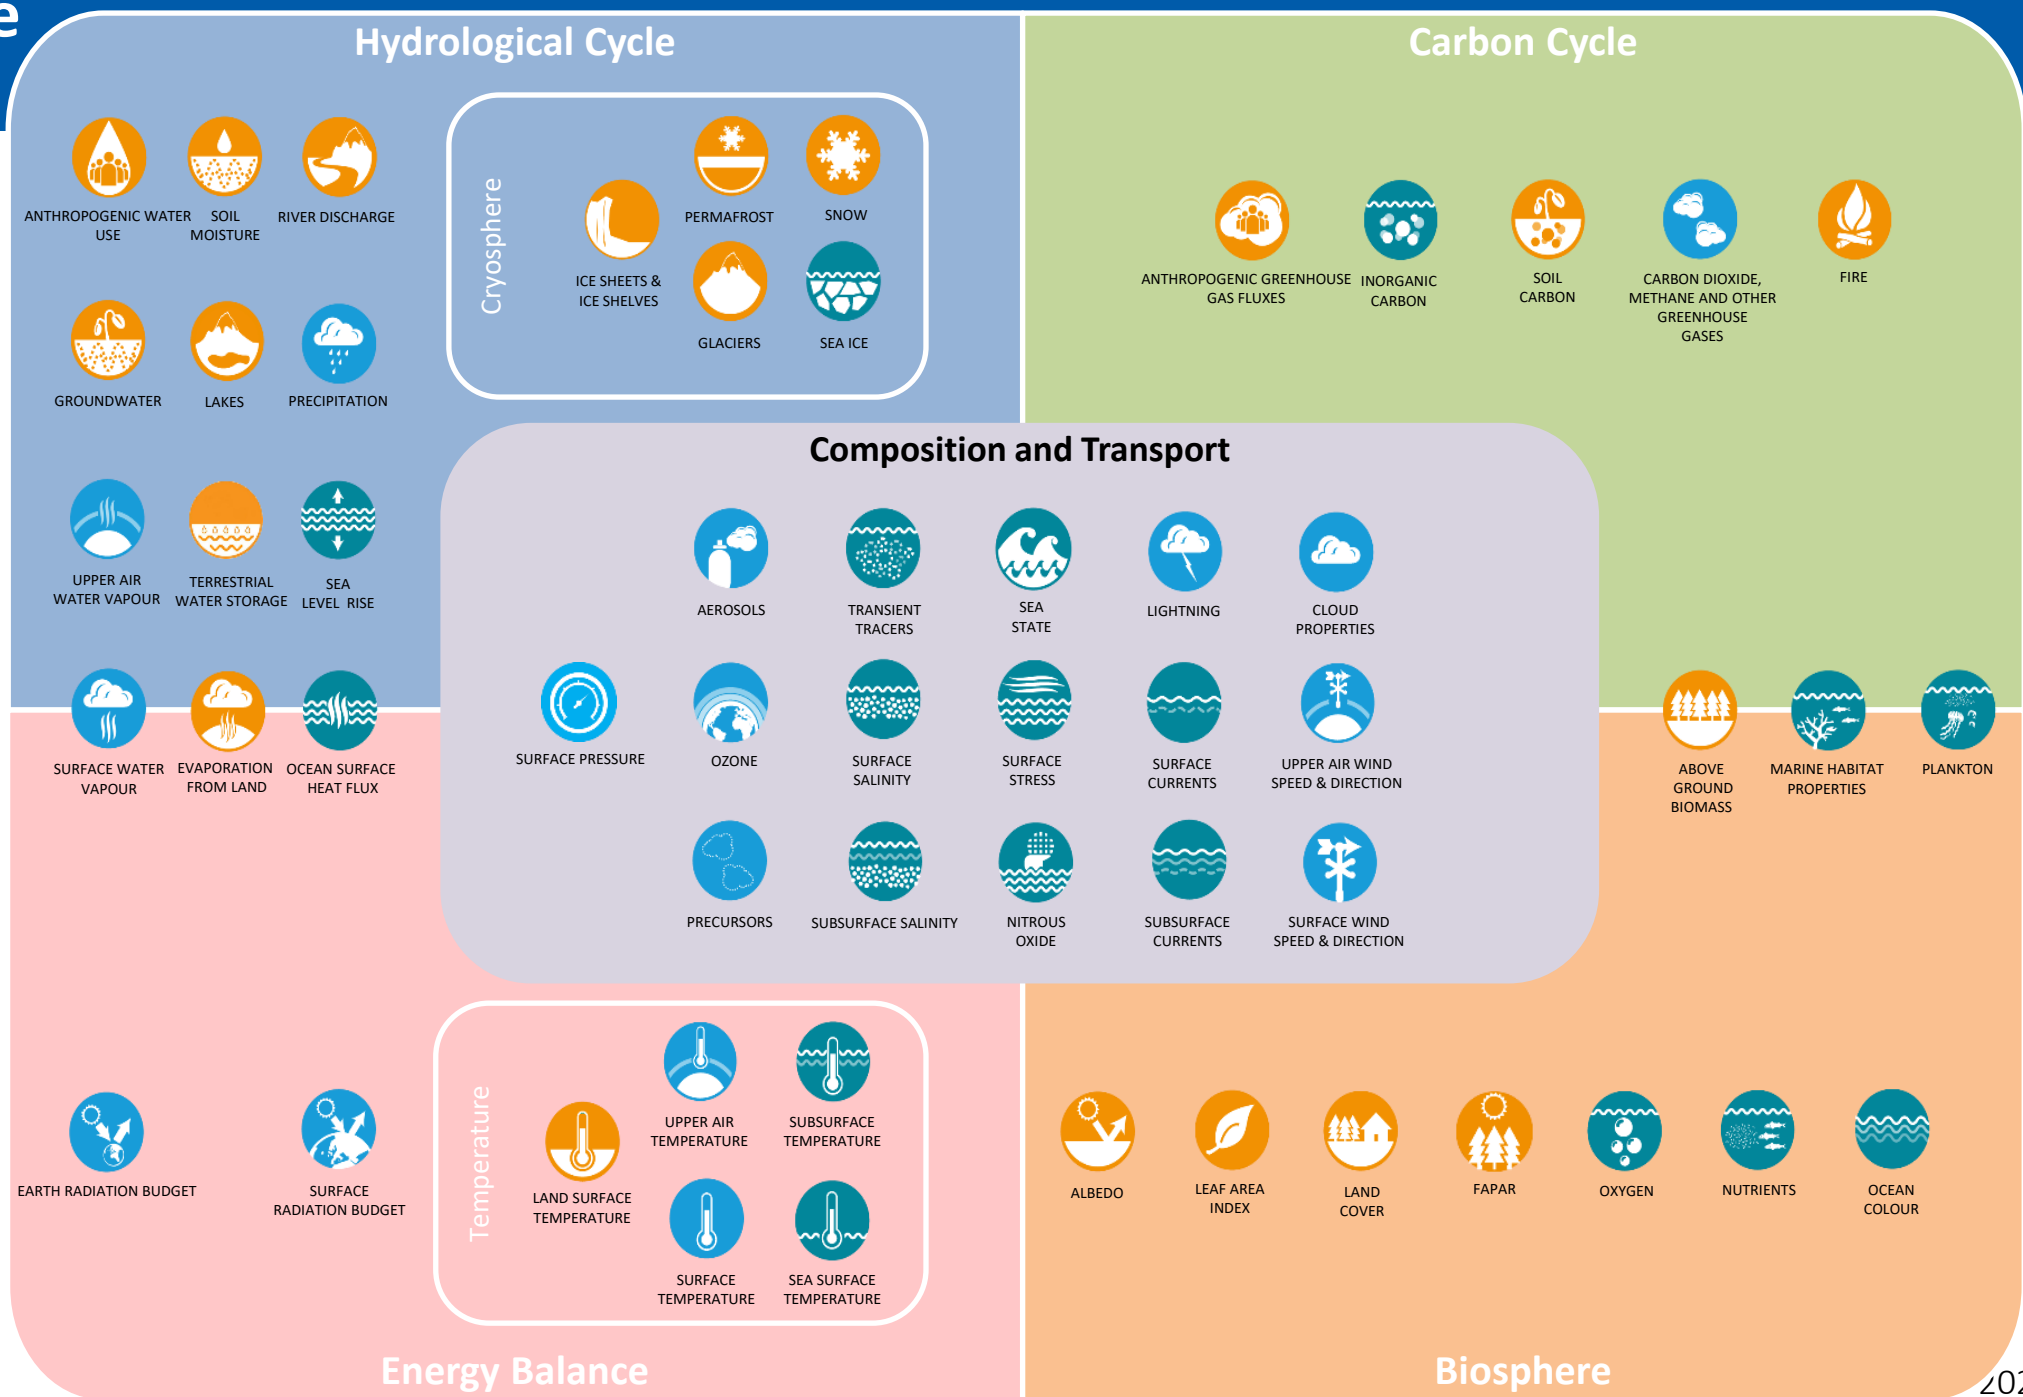 e
Hydrological Cycle
Carbon Cycle
ANTHROPOGENIC WATER
USE
SOIL
MOISTURE
RIVER DISCHARGE
Cryosphere
ICE SHEETS &
ICE SHELVES
PERMAFROST
SNOW
GLACIERS
SEA ICE
ANTHROPOGENIC GREENHOUSE
GAS FLUXES
INORGANIC
CARBON
SOIL
CARBON
CARBON DIOXIDE,
METHANE AND OTHER
GREENHOUSE
GASES
FIRE
GROUNDWATER
LAKES
PRECIPITATION
UPPER AIR
WATER VAPOUR
TERRESTRIAL
WATER STORAGE
SEA
LEVEL RISE
Composition and Transport
AEROSOLS
TRANSIENT
TRACERS
SEA
STATE
LIGHTNING
CLOUD
PROPERTIES
SURFACE PRESSURE
OZONE
SURFACE
SALINITY
SURFACE
STRESS
SURFACE
CURRENTS
UPPER AIR WIND
SPEED & DIRECTION
PRECURSORS
SUBSURFACE SALINITY
NITROUS
OXIDE
SUBSURFACE
CURRENTS
SURFACE WIND
SPEED & DIRECTION
SURFACE WATER
VAPOUR
EVAPORATION
FROM LAND
OCEAN SURFACE
HEAT FLUX
ABOVE
GROUND
BIOMASS
MARINE HABITAT
PROPERTIES
PLANKTON
EARTH RADIATION BUDGET
SURFACE
RADIATION BUDGET
Temperature
LAND SURFACE
TEMPERATURE
UPPER AIR
TEMPERATURE
SUBSURFACE
TEMPERATURE
SURFACE
TEMPERATURE
SEA SURFACE
TEMPERATURE
ALBEDO
LEAF AREA
INDEX
LAND
COVER
FAPAR
OXYGEN
NUTRIENTS
OCEAN
COLOUR
Energy Balance
Biosphere